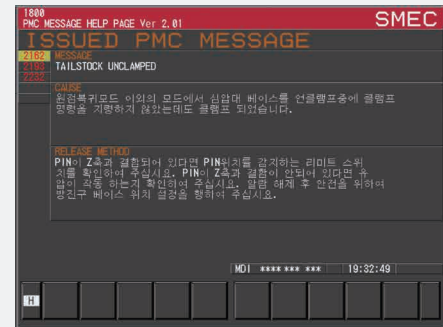 1800
PMC MESSAGE HELP PAGE Ver 2.01
SMEC
ISSUED PMC MESSAGE
2162
2193
2232
MESSAGE
TAILSTOCK UNCLAMPED
CAUSE
원점복귀모드 이외의 모드에서 심압대 베이스를 언클램프중에 클램프
명령을 지령하지 않았는데도 클램프 되었습니다.
RELEASE METHOD
PIN이 Z축과 결합되어 있다면 PIN위치를 감지하는 리미트 스위
치를 확인하여 주십시요. PIN이 Z축과 결합이 안되어 있다면 유
압이 작동 하는지 확인하여 주십시요. 알람 해제 후 안전을 위하여
방진구 베이스 위치 설정을 행하여 주십시요.
MDI **** *** *** 19:32:49
H